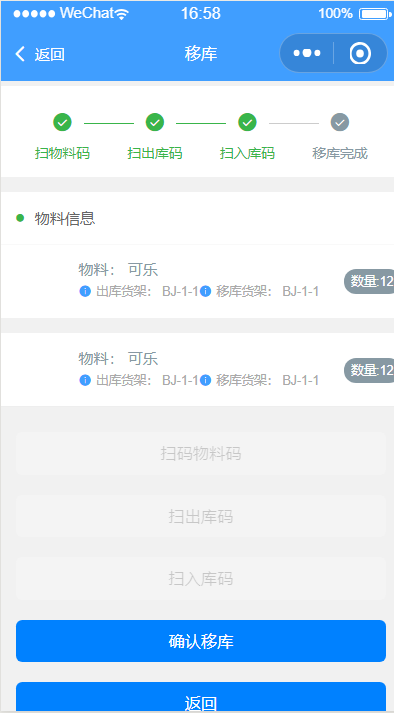 WeChat 16:58 100%
返回 移库
扫物料码 扫出库码 扫入库码 移库完成
物料信息
物料： 可乐
出库货架： BJ-1-1 移库货架： BJ-1-1
数量:12
物料： 可乐
出库货架： BJ-1-1 移库货架： BJ-1-1
数量:12
扫码物料码
扫出库码
扫入库码
确认移库
返回